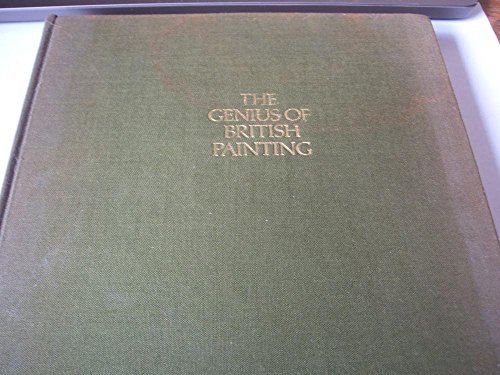 THE
GENIUS OF
BRITISH
PAINTING